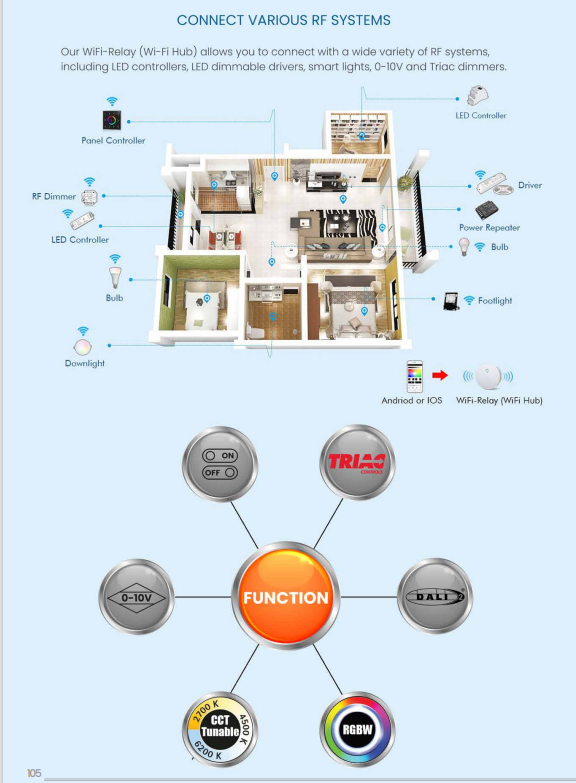 CONNECT VARIOUS RF SYSTEMS
Our WiFi-Relay (Wi-Fi Hub) allows you to connect with a wide variety of RF systems,
including LED controllers, LED dimmable drivers, smart lights, 0-10V and Triac dimmers.
LED Controller
Panel Controller
RF Dimmer
Driver
LED Controller
Power Repeater
Bulb
Bulb
Footlight
Downlight
Andriod or IOS
WiFi-Relay (WiFi Hub)
ON
OFF
TRIAC
CONTROLS
0-10V
FUNCTION
DALI 2
2700 K
4500 K
6200 K
CCT
Tunable
RGBW
105